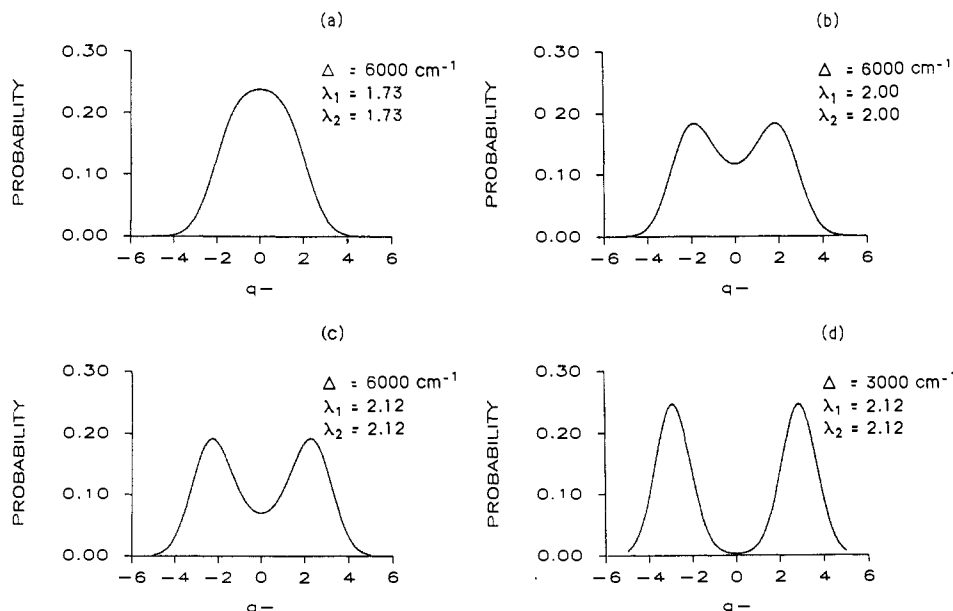 (a)
PROBABILITY
0.30
0.20
0.10
0.00
Δ = 6000 cm⁻¹
λ₁ = 1.73
λ₂ = 1.73
−6 −4 −2 0 2 4 6
q−
(b)
PROBABILITY
0.30
0.20
0.10
0.00
Δ = 6000 cm⁻¹
λ₁ = 2.00
λ₂ = 2.00
−6 −4 −2 0 2 4 6
q−
(c)
PROBABILITY
0.30
0.20
0.10
0.00
Δ = 6000 cm⁻¹
λ₁ = 2.12
λ₂ = 2.12
−6 −4 −2 0 2 4 6
q−
(d)
PROBABILITY
0.30
0.20
0.10
0.00
Δ = 3000 cm⁻¹
λ₁ = 2.12
λ₂ = 2.12
−6 −4 −2 0 2 4 6
q−